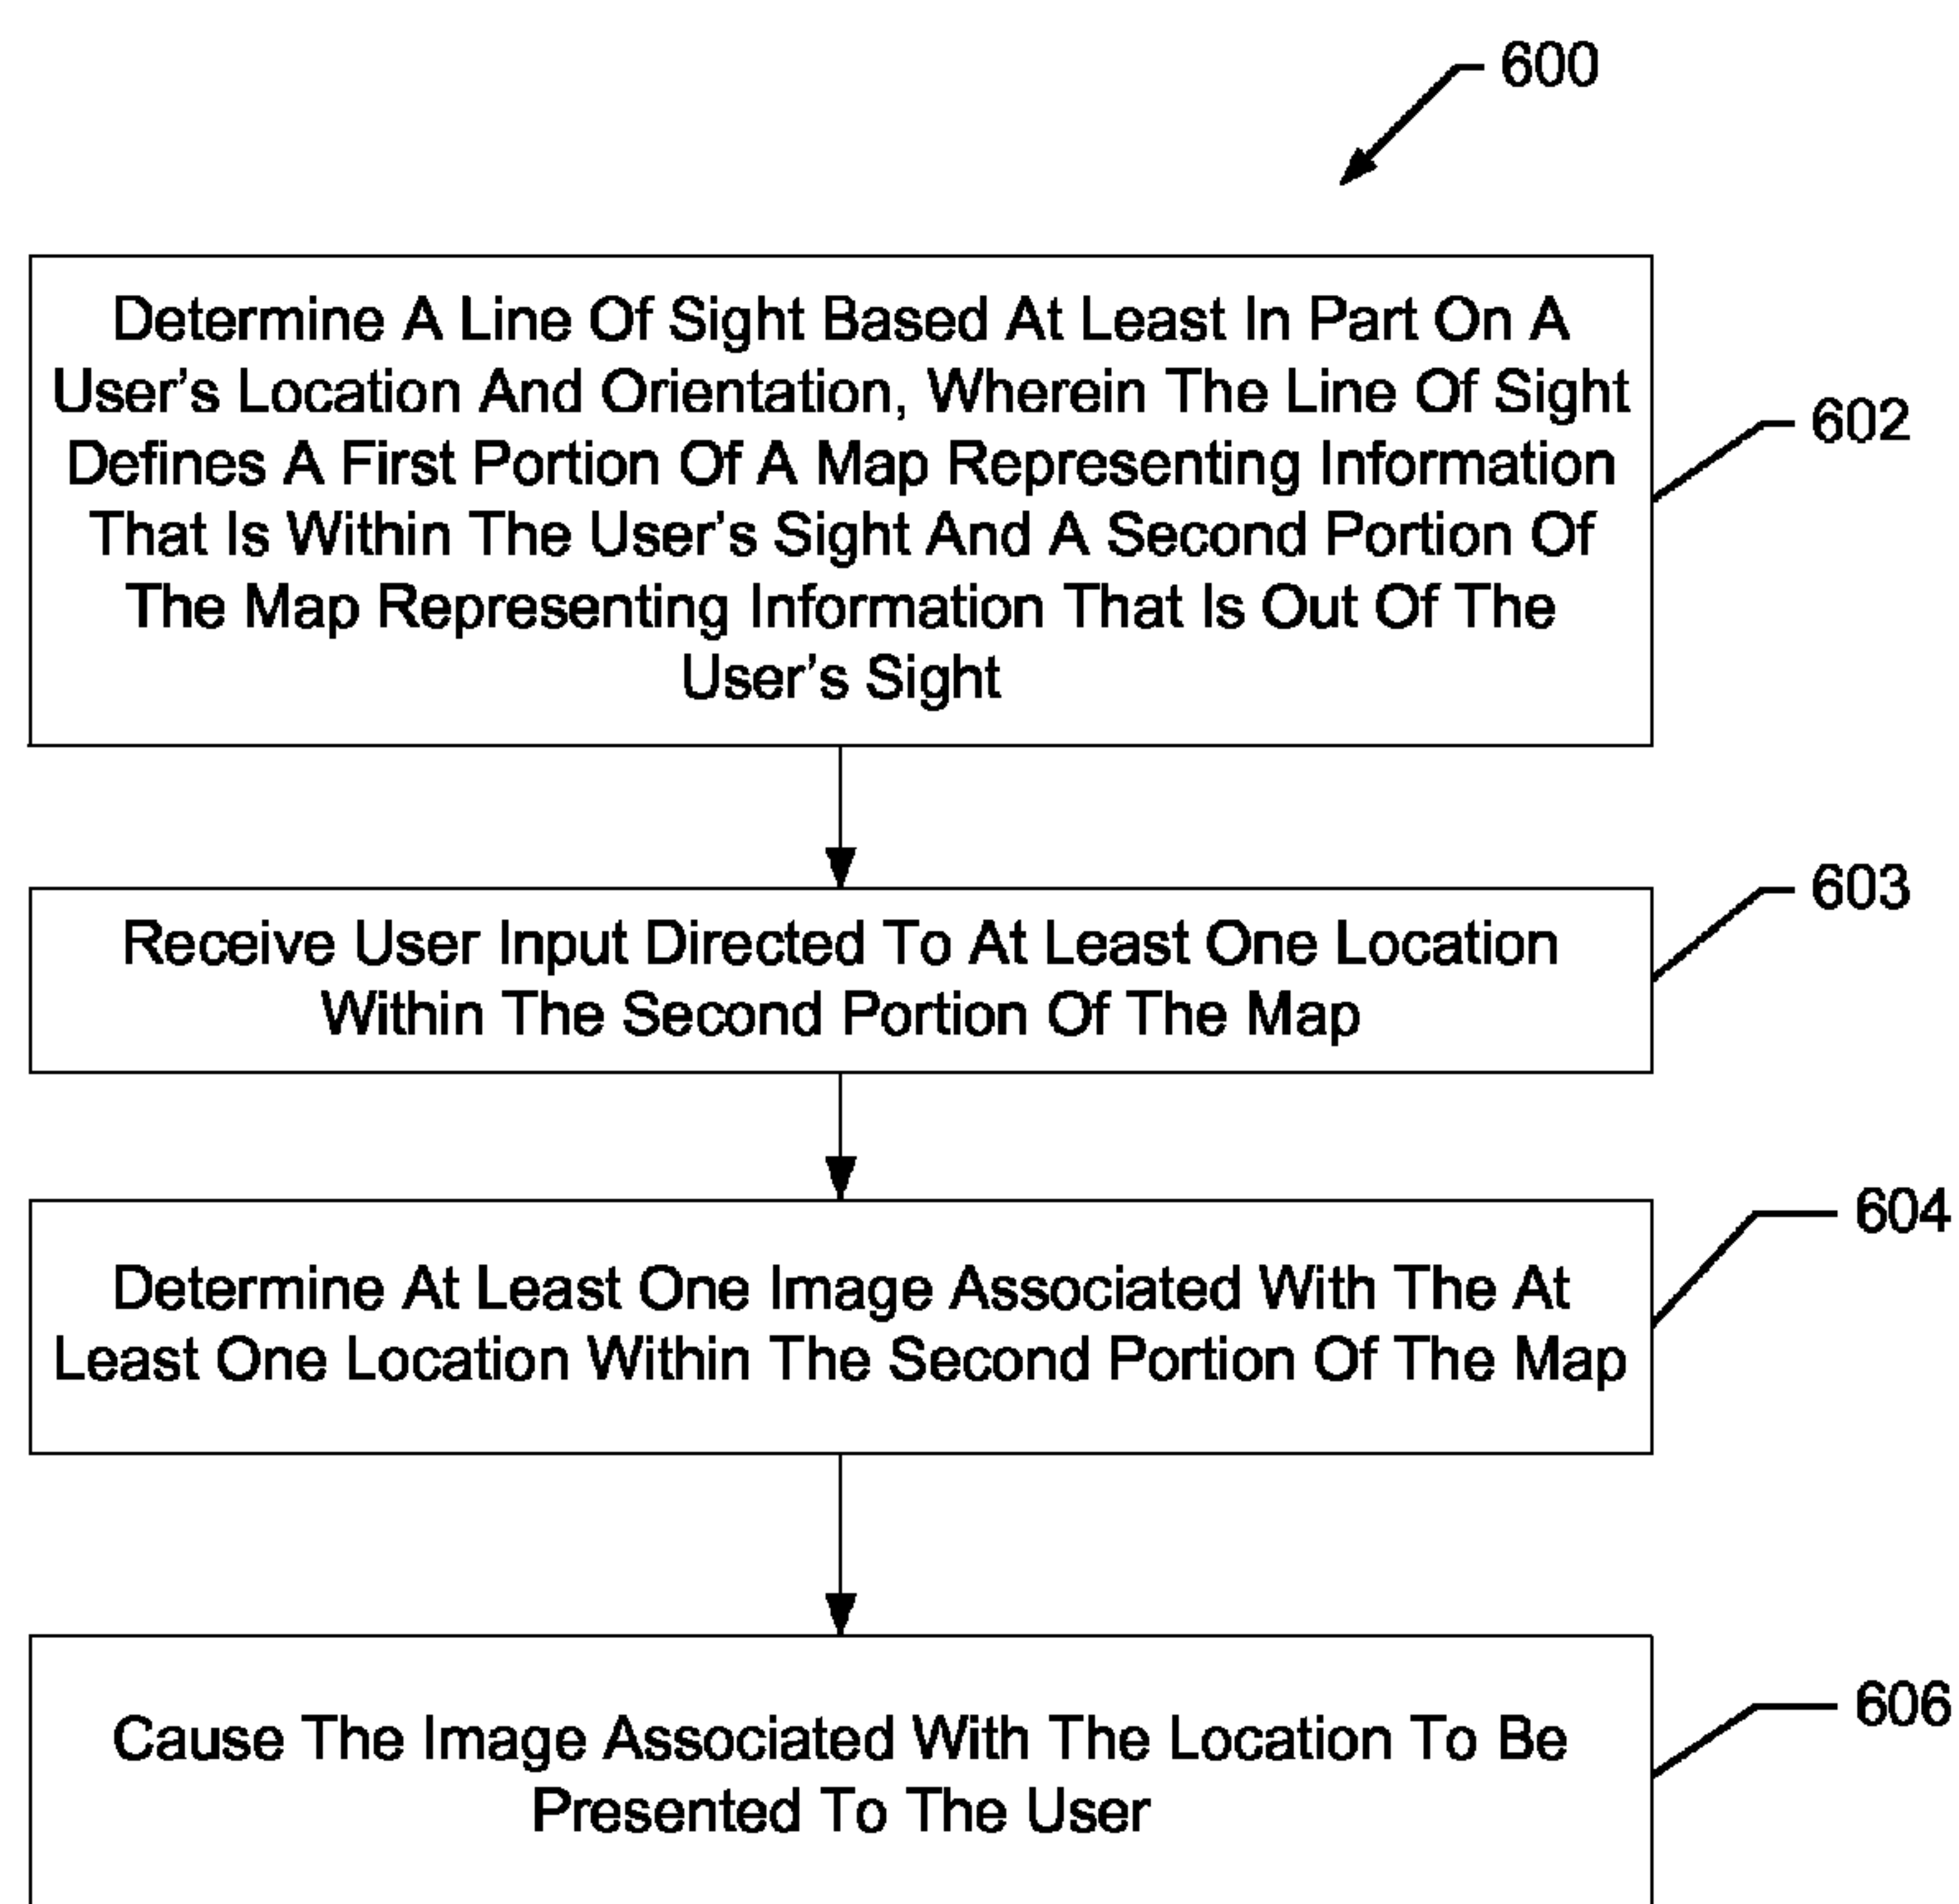 600
Determine A Line Of Sight Based At Least In Part On A
User's Location And Orientation, Wherein The Line Of Sight
Defines A First Portion Of A Map Representing Information
That Is Within The User's Sight And A Second Portion Of
The Map Representing Information That Is Out Of The
User's Sight
602
Receive User Input Directed To At Least One Location
Within The Second Portion Of The Map
603
Determine At Least One Image Associated With The At
Least One Location Within The Second Portion Of The Map
604
Cause The Image Associated With The Location To Be
Presented To The User
606